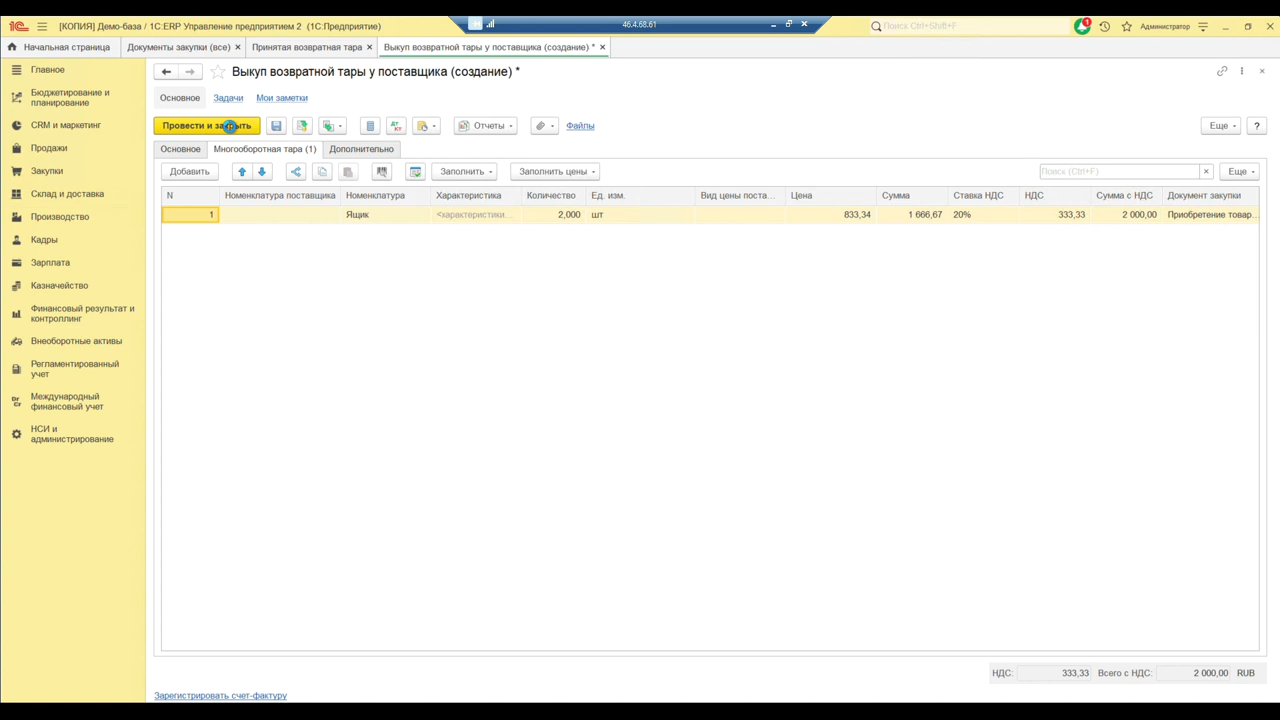 [КОПИЯ] Демо-база / 1С:ERP Управление предприятием 2 (1С:Предприятие)
46.4.68.61
Поиск Ctrl+Shift+F
1
Администратор
Начальная страница
Документы закупки (все) ×
Принятая возвратная тара ×
Выкуп возвратной тары у поставщика (создание) * ×
Главное
Бюджетирование и
планирование
CRM и маркетинг
Продажи
Закупки
Склад и доставка
Производство
Кадры
Зарплата
Казначейство
Финансовый результат и
контроллинг
Внеоборотные активы
Регламентированный
учет
Международный
финансовый учет
НСИ и
администрирование
Выкуп возвратной тары у поставщика (создание) *
Основное Задачи Мои заметки
Провести и закрыть Отчеты Файлы Еще ?
Основное Многооборотная тара (1) Дополнительно
Добавить Заполнить Заполнить цены Поиск (Ctrl+F) × Еще
N Номенклатура поставщика Номенклатура Характеристика Количество Ед. изм. Вид цены поста... Цена Сумма Ставка НДС НДС Сумма с НДС Документ закупки
1 Ящик <характеристики... 2,000 шт 833,34 1 666,67 20% 333,33 2 000,00 Приобретение товар...
НДС: 333,33 Всего с НДС: 2 000,00 RUB
Зарегистрировать счет-фактуру